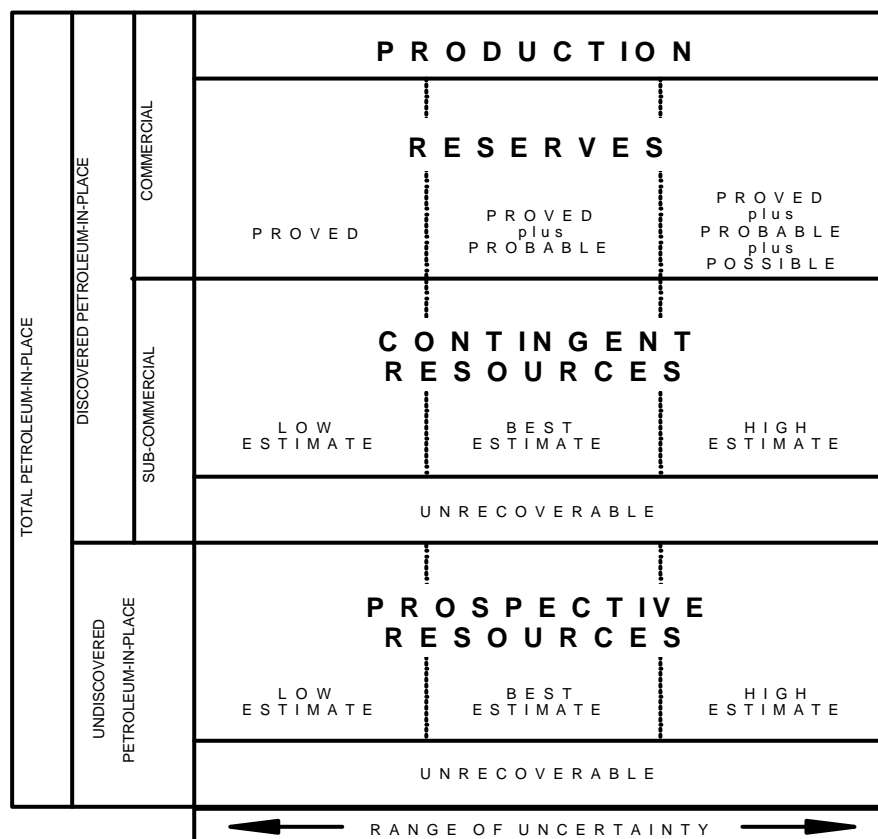 TOTAL PETROLEUM-IN-PLACE
DISCOVERED PETROLEUM-IN-PLACE
COMMERCIAL
PRODUCTION
RESERVES
PROVED
PROVED
plus
PROBABLE
PROVED
plus
PROBABLE
plus
POSSIBLE
SUB-COMMERCIAL
CONTINGENT
RESOURCES
LOW
ESTIMATE
BEST
ESTIMATE
HIGH
ESTIMATE
UNRECOVERABLE
UNDISCOVERED
PETROLEUM-IN-PLACE
PROSPECTIVE
RESOURCES
LOW
ESTIMATE
BEST
ESTIMATE
HIGH
ESTIMATE
UNRECOVERABLE
RANGE OF UNCERTAINTY